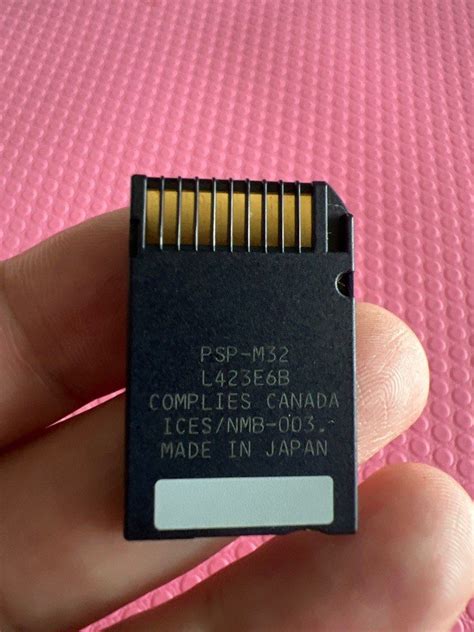 PSP-M32
L423E6B
COMPLIES CANADA
ICES/NMB-003.
MADE IN JAPAN